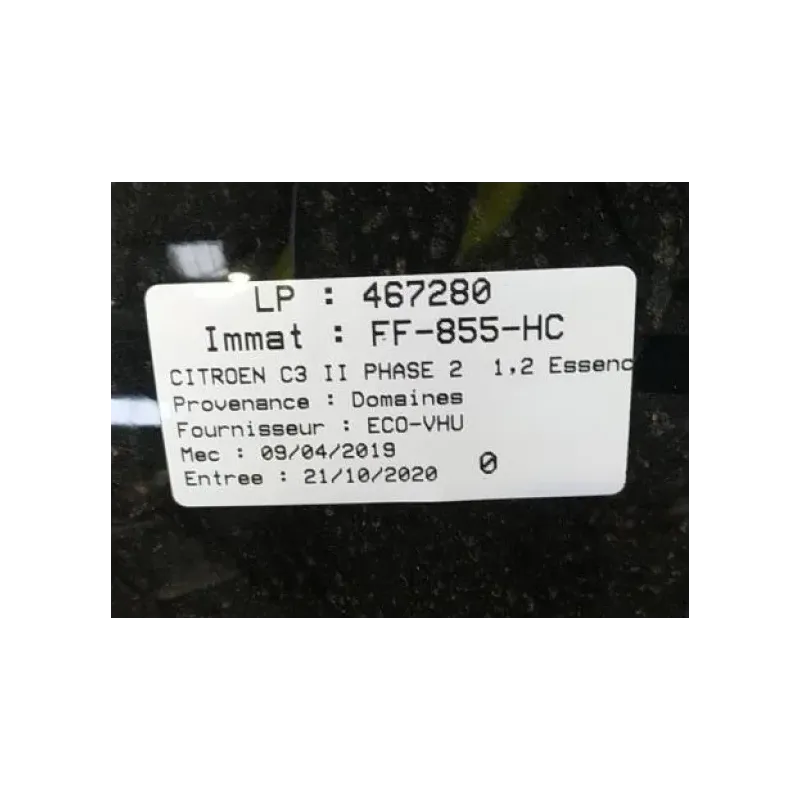 LP : 467280
Immat : FF-855-HC
CITROEN C3 II PHASE 2 1,2 Essenc
Provenance : Domaines
Fournisseur : ECO-VHU
Mec : 09/04/2019
Entree : 21/10/2020 0